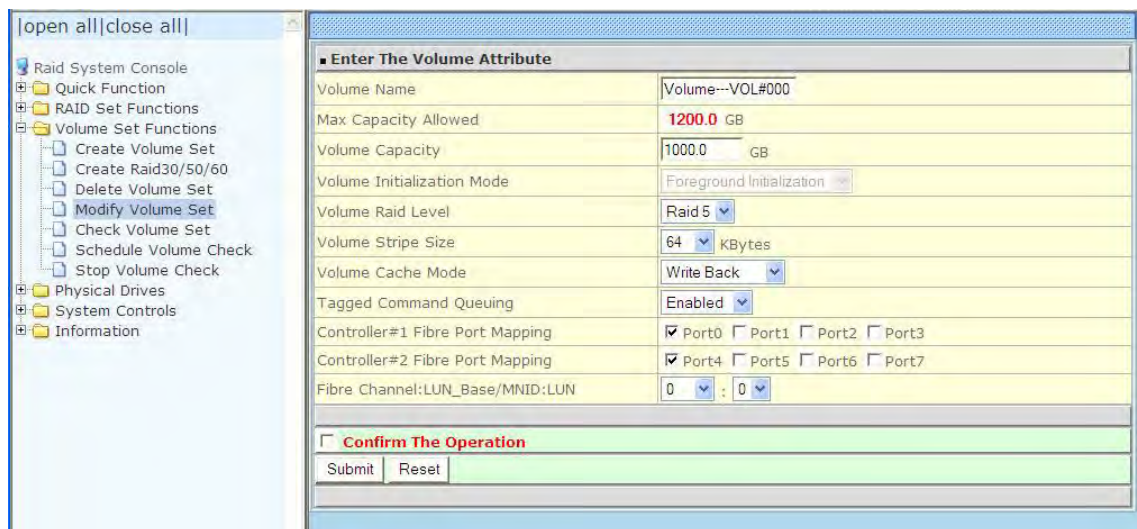 |open all|close all|
Raid System Console
Quick Function
RAID Set Functions
Volume Set Functions
Create Volume Set
Create Raid30/50/60
Delete Volume Set
Modify Volume Set
Check Volume Set
Schedule Volume Check
Stop Volume Check
Physical Drives
System Controls
Information
Enter The Volume Attribute
Volume Name Volume---VOL#000
Max Capacity Allowed 1200.0 GB
Volume Capacity 1000.0 GB
Volume Initialization Mode Foreground Initialization
Volume Raid Level Raid 5
Volume Stripe Size 64 KBytes
Volume Cache Mode Write Back
Tagged Command Queuing Enabled
Controller#1 Fibre Port Mapping Port0 Port1 Port2 Port3
Controller#2 Fibre Port Mapping Port4 Port5 Port6 Port7
Fibre Channel:LUN_Base/MNID:LUN 0 : 0
Confirm The Operation
Submit Reset